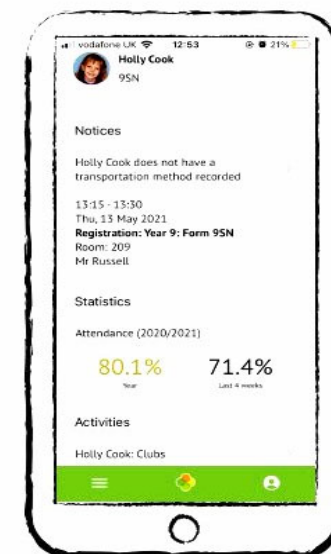 vodafone UK 12:53 21%
Holly Cook
9SN
Notices
Holly Cook does not have a
transportation method recorded
13:15 - 13:30
Thu, 13 May 2021
Registration: Year 9: Form 9SN
Room: 209
Mr Russell
Statistics
Attendance (2020/2021)
80.1% 71.4%
Year Last 4 weeks
Activities
Holly Cook: Clubs